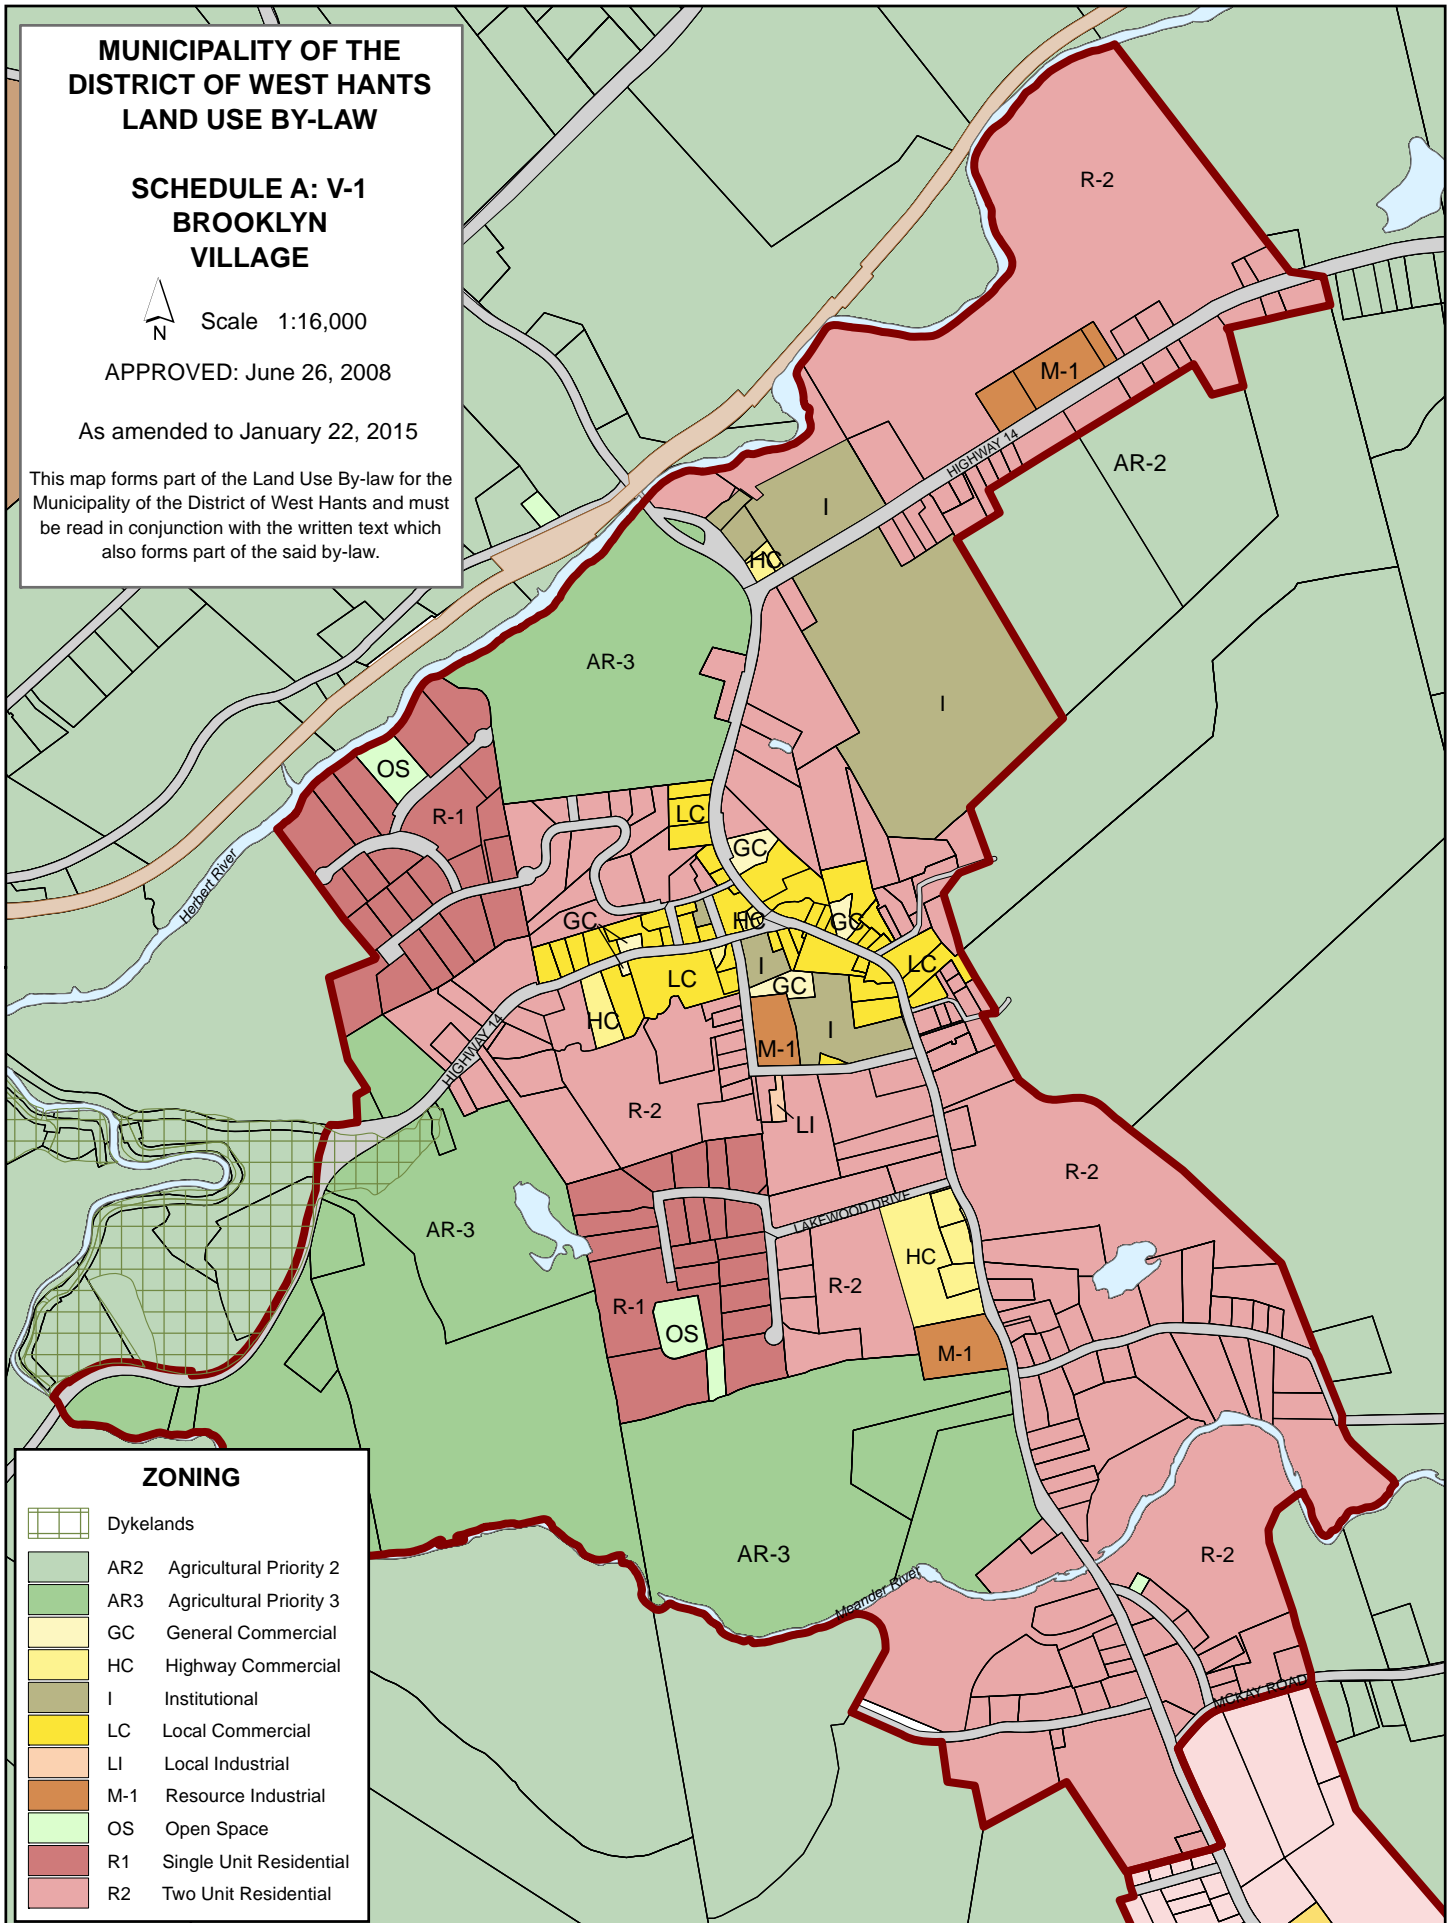 MUNICIPALITY OF THE
DISTRICT OF WEST HANTS
LAND USE BY-LAW
SCHEDULE A: V-1
BROOKLYN
VILLAGE
N
Scale 1:16,000
APPROVED: June 26, 2008
As amended to January 22, 2015
This map forms part of the Land Use By-law for the
Municipality of the District of West Hants and must
be read in conjunction with the written text which
also forms part of the said by-law.
R-2
M-1
HIGHWAY 14
AR-2
I
HC
AR-3
I
OS
R-1
LC
GC
Herbert River
GC
HC
GC
I
LC
LC
GC
HC
I
M-1
HIGHWAY 14
R-2
LI
R-2
LAKEWOOD DRIVE
AR-3
HC
R-2
R-1
OS
M-1
AR-3
R-2
Meander River
MCKAY ROAD
ZONING
Dykelands
AR2 Agricultural Priority 2
AR3 Agricultural Priority 3
GC General Commercial
HC Highway Commercial
I Institutional
LC Local Commercial
LI Local Industrial
M-1 Resource Industrial
OS Open Space
R1 Single Unit Residential
R2 Two Unit Residential